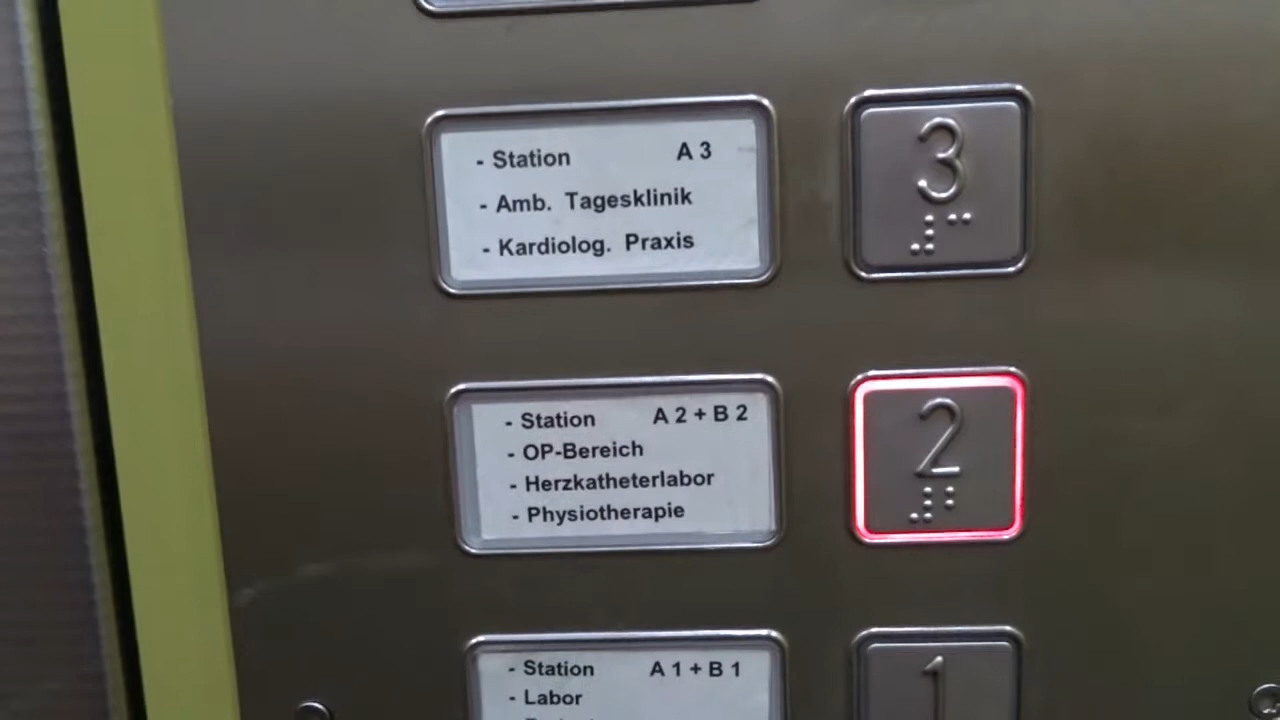 - Station A 3
- Amb. Tagesklinik
- Kardiolog. Praxis
3
- Station A 2 + B 2
- OP-Bereich
- Herzkatheterlabor
- Physiotherapie
2
- Station A 1 + B 1
- Labor
1